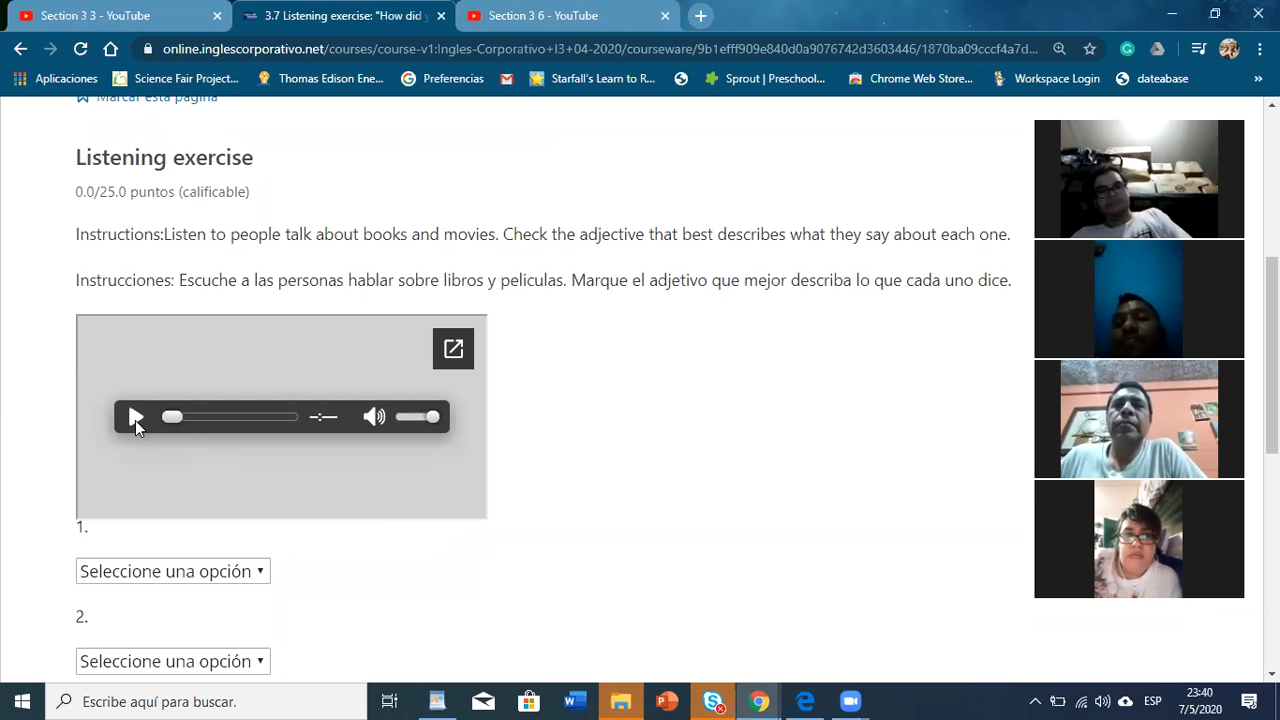 Section 3 3 - YouTube
3.7 Listening exercise: "How did y
Section 3 6 - YouTube
online.inglescorporativo.net/courses/course-v1:Ingles-Corporativo+I3+04-2020/courseware/9b1efff909e840d0a9076742d3603446/1870ba09cccf4a7d...
Aplicaciones
Science Fair Project...
Thomas Edison Ene...
Preferencias
Starfall's Learn to R...
Sprout | Preschool...
Chrome Web Store...
Workspace Login
dateabase
»
Marcar esta página
Listening exercise
0.0/25.0 puntos (calificable)
Instructions:Listen to people talk about books and movies. Check the adjective that best describes what they say about each one.
Instrucciones: Escuche a las personas hablar sobre libros y peliculas. Marque el adjetivo que mejor describa lo que cada uno dice.
-:--
1.
Seleccione una opción
2.
Seleccione una opción
Escribe aquí para buscar.
ESP
23:40
7/5/2020